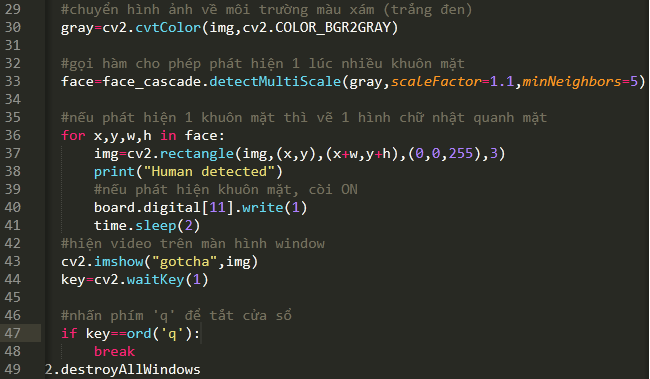 29 #chuyển hình ảnh về môi trường màu xám (trắng đen)
30 gray=cv2.cvtColor(img,cv2.COLOR_BGR2GRAY)
31
32 #gọi hàm cho phép phát hiện 1 lúc nhiều khuôn mặt
33 face=face_cascade.detectMultiScale(gray,scaleFactor=1.1,minNeighbors=5)
34
35 #nếu phát hiện 1 khuôn mặt thì vẽ 1 hình chữ nhật quanh mặt
36 for x,y,w,h in face:
37 img=cv2.rectangle(img,(x,y),(x+w,y+h),(0,0,255),3)
38 print("Human detected")
39 #nếu phát hiện khuôn mặt, còi ON
40 board.digital[11].write(1)
41 time.sleep(2)
42 #hiện video trên màn hình window
43 cv2.imshow("gotcha",img)
44 key=cv2.waitKey(1)
45
46 #nhấn phím 'q' để tắt cửa sổ
47 if key==ord('q'):
48 break
49 2.destroyAllWindows